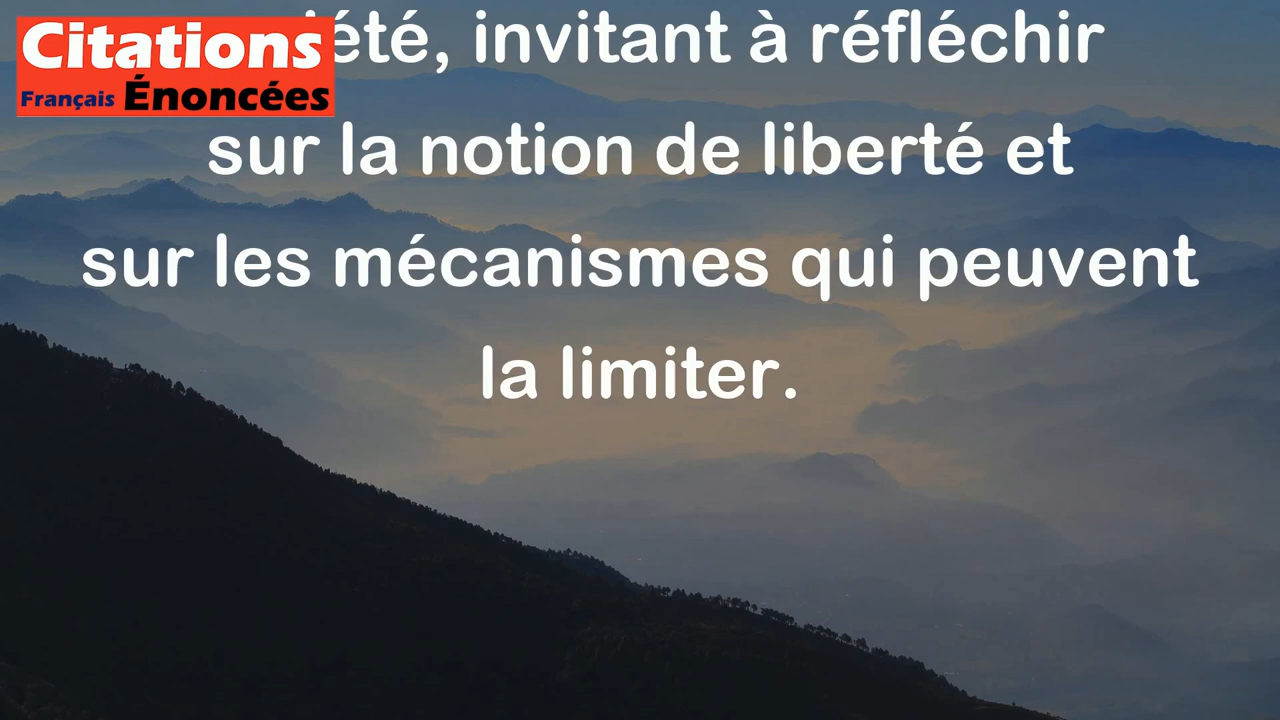 Citations
Français Énoncées
invitant à réfléchir
sur la notion de liberté et
sur les mécanismes qui peuvent
la limiter.